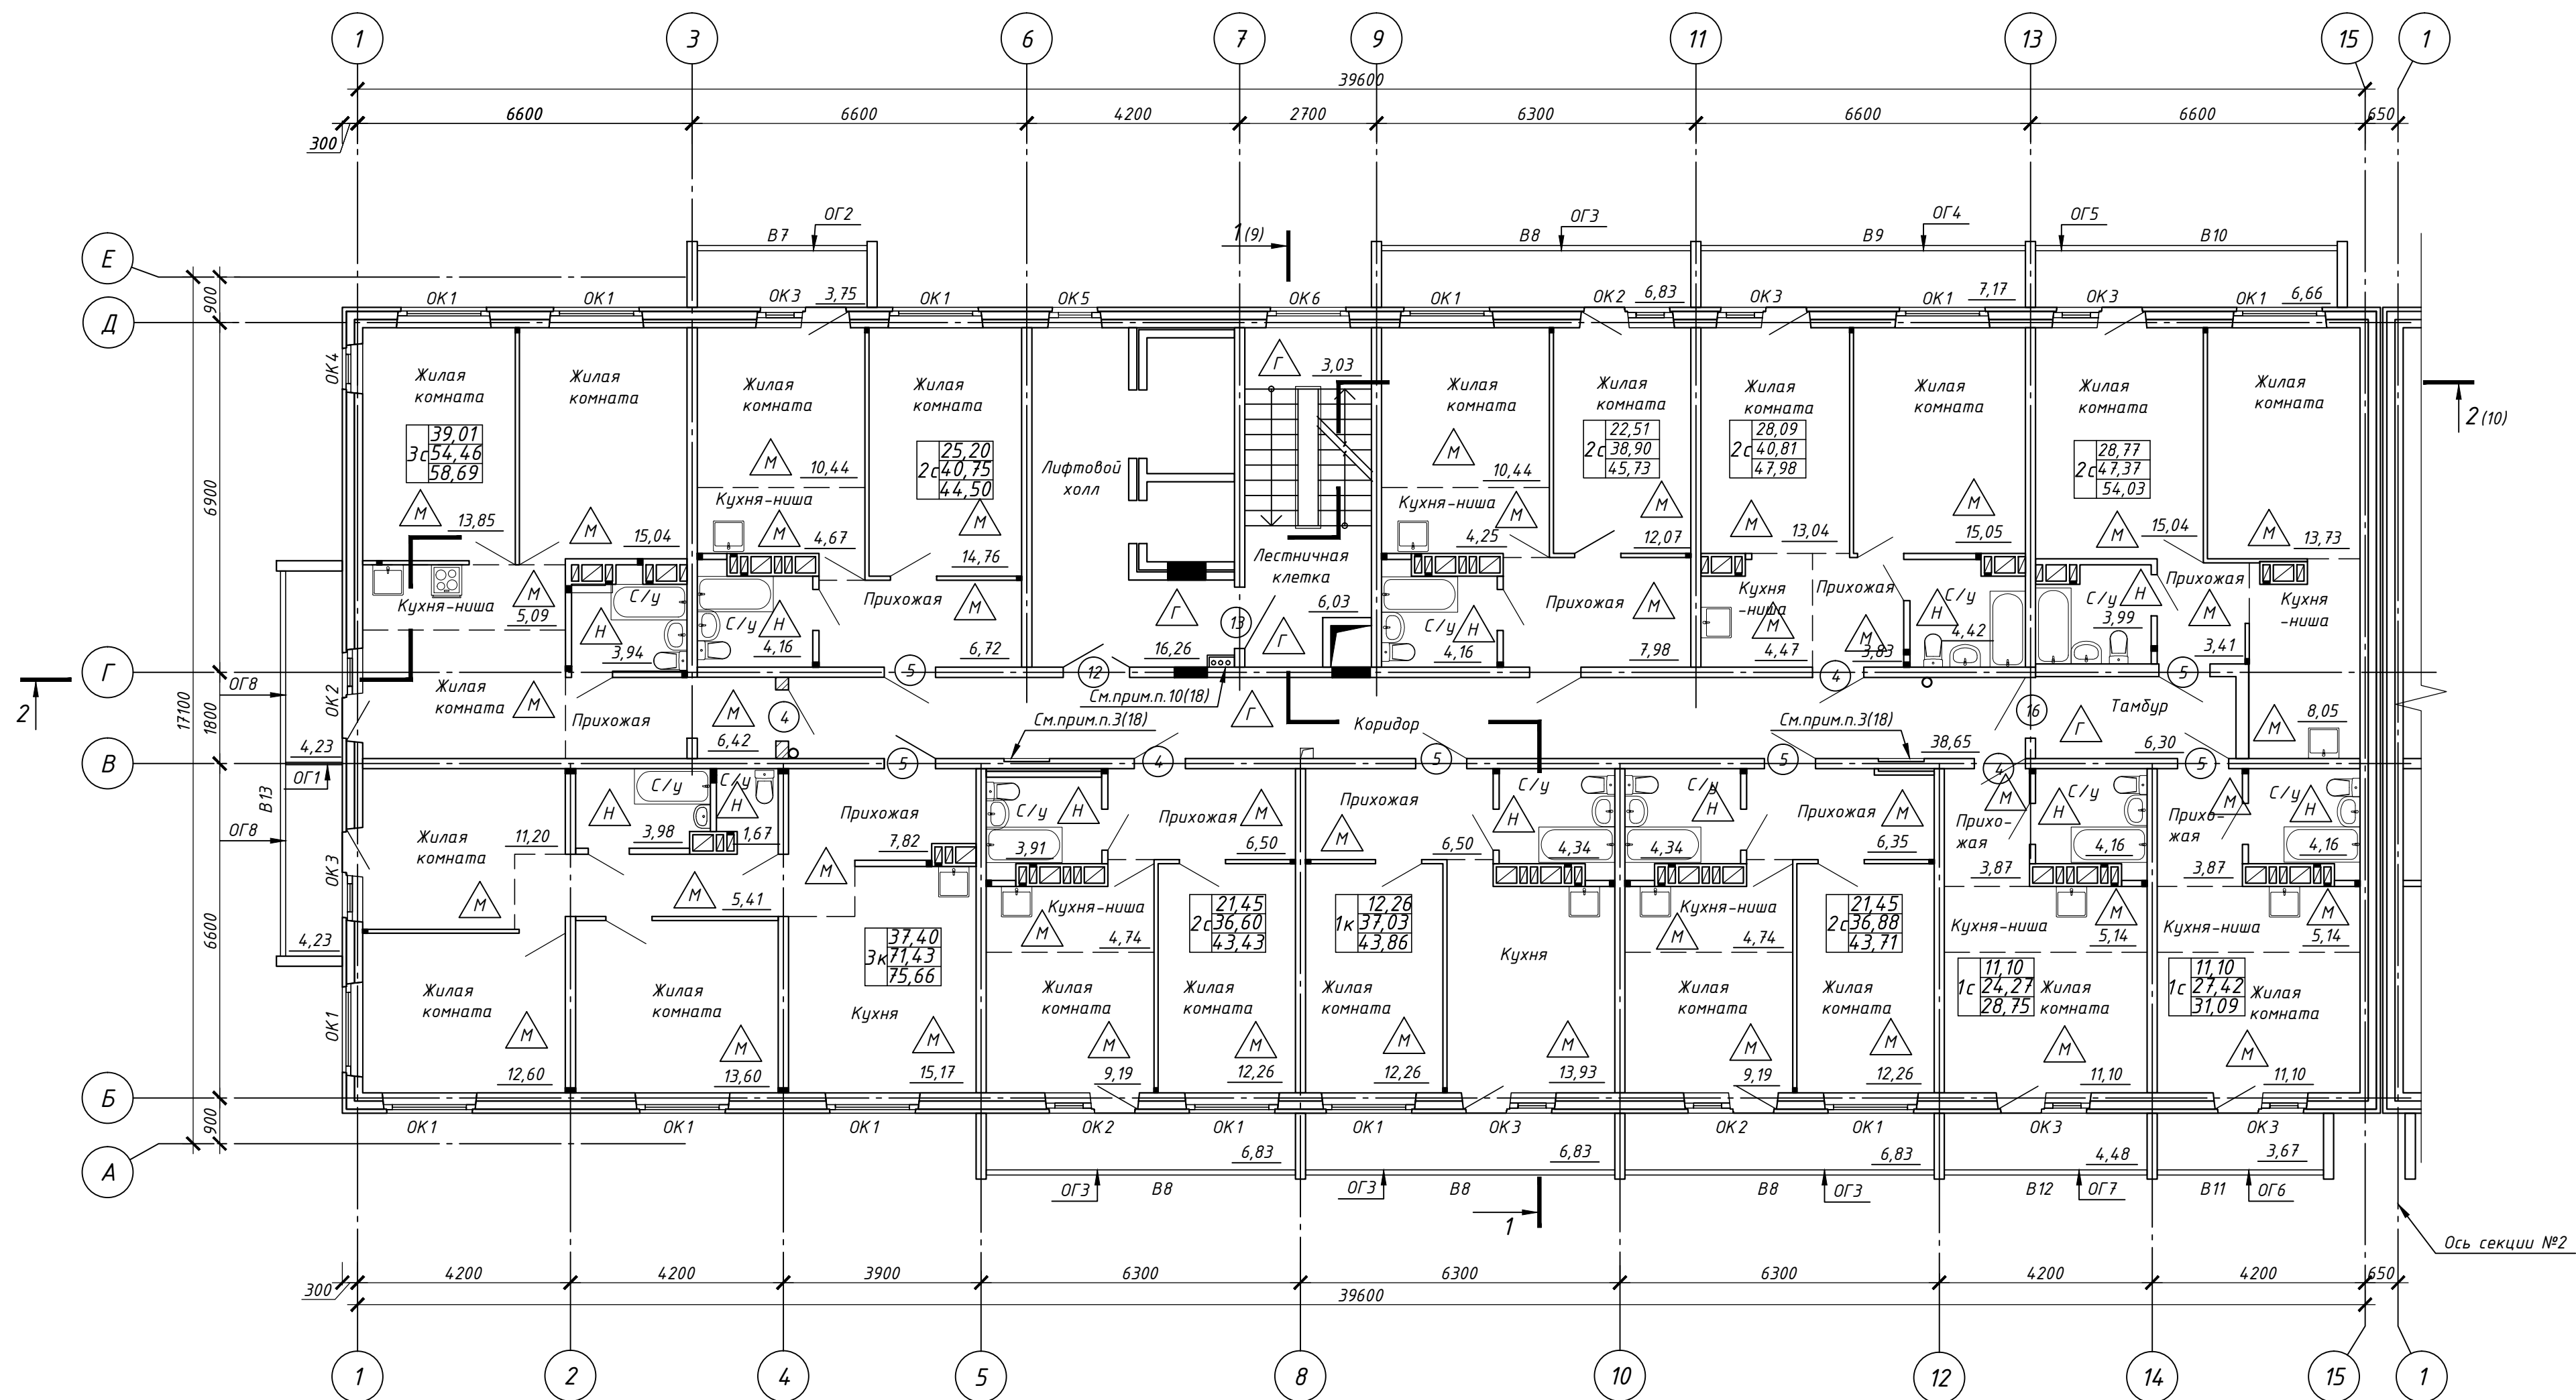 1 3 6 7 9 11 13 15 1
39600
6600 6600 4200 2700 6300 6600 6600 650
300
ОГ2 ОГ3 ОГ4 ОГ5
В7 1 (9) В8 В9 В10
Е
900
ОК1 ОК1 ОК3 3,75 ОК1 ОК5 ОК6 ОК1 ОК2 6,83 ОК3 ОК1 7,17 ОК3 ОК1 6,66
Д
ОК4
Г 3,03
Жилая Жилая Жилая Жилая Жилая Жилая Жилая Жилая Жилая Жилая
комната комната комната комната комната комната комната комната комната комната
2 (10)
39,01
3с 54,46
58,69
25,20
2с 40,75
44,50
22,51
2с 38,90
45,73
28,09
2с 40,81
47,98
28,77
2с 47,37
54,03
Лифтовой
холл
М 10,44 М 10,44
6900
Кухня-ниша Кухня-ниша
М 13,85 М 15,04 М 4,67 М М 4,25 М 12,07 М 13,04 М 15,05 М 15,04 М 13,73
14,76
Лестничная
клетка
Кухня-ниша М 5,09
С/у Н 3,94
С/у Н 4,16
Прихожая М 6,72
Г 16,26 13 Г 6,03
С/у Н 4,16
Прихожая М 7,98
Кухня
-ниша
М 4,47
Прихожая М 3,83
С/у Н 4,42
С/у Н 3,99
Прихожая М 3,41
Кухня
-ниша
Г 5 12 4 5
17100
1800
ОГ8
2
ОК2
Жилая
комната М
Прихожая
М 6,42
4
См.прим.п.10(18)
См.прим.п.3(18)
Г
Коридор
См.прим.п.3(18)
38,65
16
Тамбур
Г 6,30
М 8,05
4,23
В 5 4 5 5 4 5
ОГ1
В13
ОГ8
ОК3
4,23
ОК1
6600
Жилая
комната
11,20
М
С/у
Н 3,98
С/у
Н 1,67
Прихожая
7,82
М
М 5,41
С/у Н
3,91
Прихожая М
6,50
Прихожая
М 6,50
С/у
Н 4,34
С/у
Н 4,34
Прихожая М
6,35
Прихо-
жая
М
3,87
С/у
Н 4,16
Прихо-
жая
М
3,87
С/у
Н 4,16
37,40
3к 71,43
75,66
Кухня-ниша
М 4,74
21,45
2с 36,60
43,43
12,26
1к 37,03
43,86
Кухня
Кухня-ниша
М 4,74
21,45
2с 36,88
43,71
Кухня-ниша М
5,14
Кухня-ниша М
5,14
11,10
1с 24,27
28,75
11,10
1с 27,42
31,09
Жилая Жилая Кухня Жилая Жилая Жилая Жилая Жилая Жилая Жилая
комната комната комната комната комната комната комната комната комната
М М М М М М М М М М М
12,60 13,60 15,17 9,19 12,26 12,26 13,93 9,19 12,26 11,10 11,10
Б
900
ОК1 ОК1 ОК1 ОК2 ОК1 ОК1 ОК3 ОК2 ОК1 ОК3 ОК3
А
6,83 6,83 6,83 4,48 3,67
ОГ3 В8 ОГ3 В8 В8 ОГ3 В12 ОГ7 В11 ОГ6
1
Ось секции №2
300 4200 4200 3900 6300 6300 6300 4200 4200 650
39600
1 2 4 5 8 10 12 14 15 1